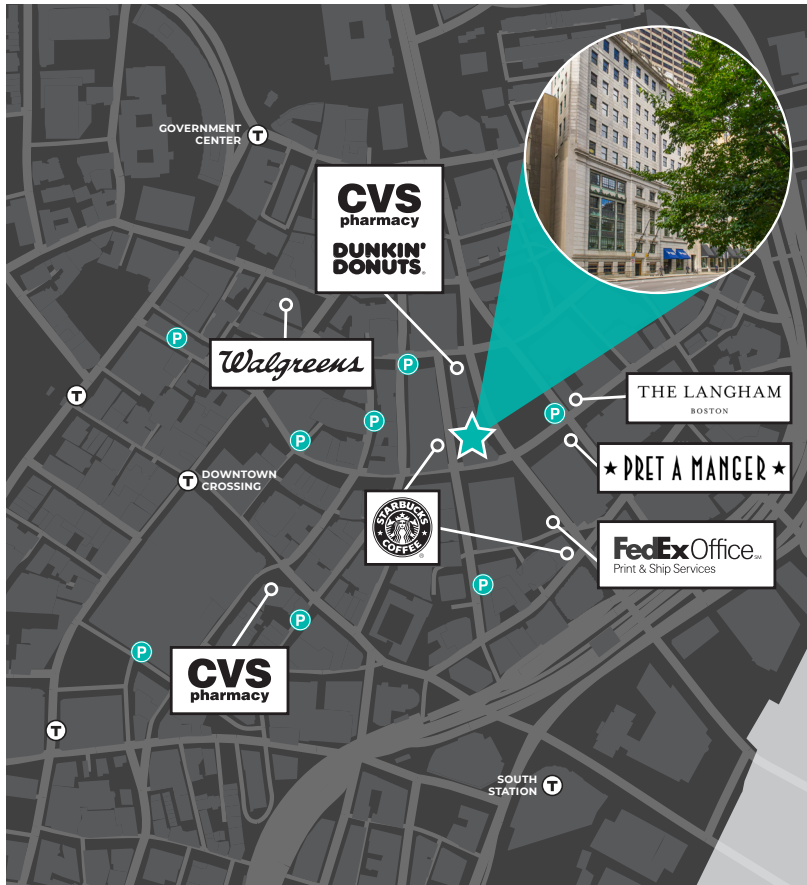 GOVERNMENT
CENTER
T
CVS
pharmacy
DUNKIN'
DONUTS®
P
Walgreens
P
T
P
P
P
THE LANGHAM
BOSTON
★ PRET A MANGER ★
T
DOWNTOWN
CROSSING
STARBUCKS
COFFEE
®
FedEx Office SM
Print & Ship Services
P
P
P
CVS
pharmacy
T
SOUTH
STATION
T